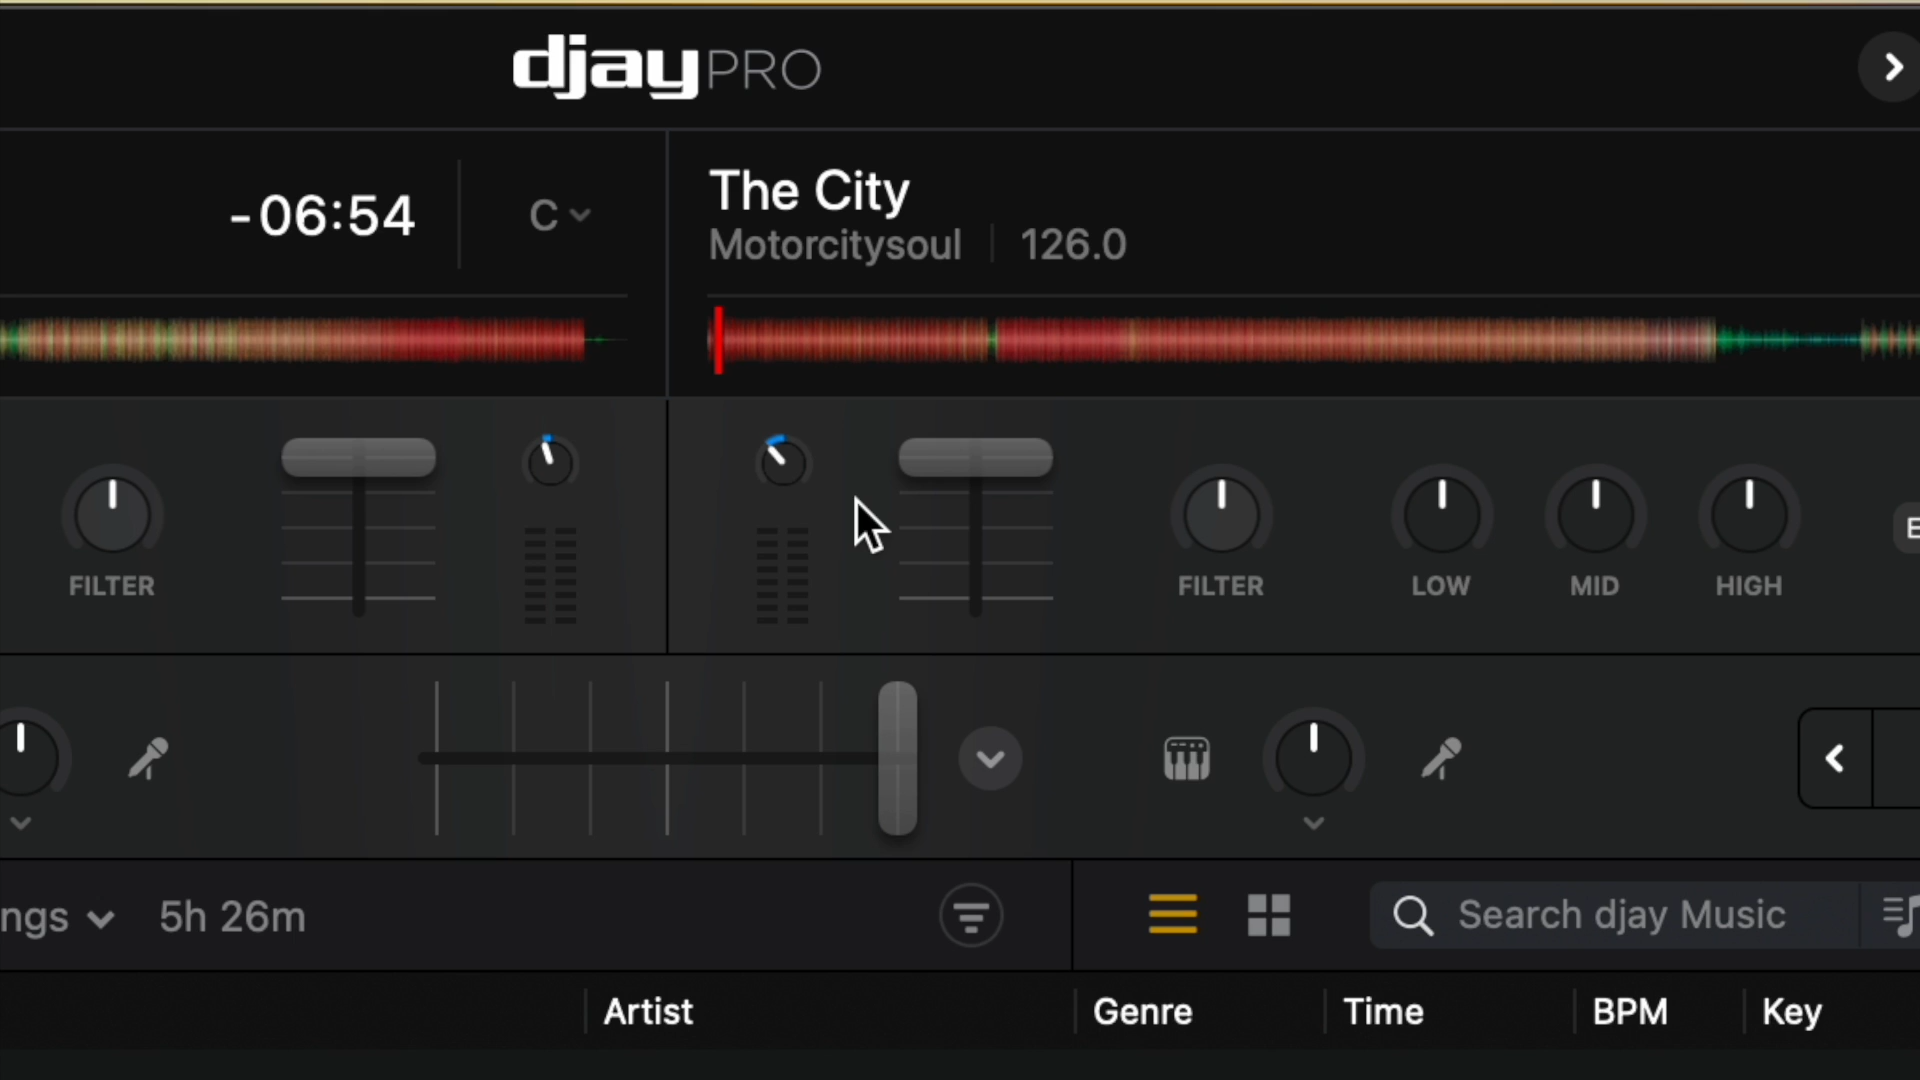 djay PRO
-06:54
C
The City
Motorcitysoul 126.0
FILTER
FILTER LOW MID HIGH
5h 26m
Search djay Music
Artist Genre Time BPM Key